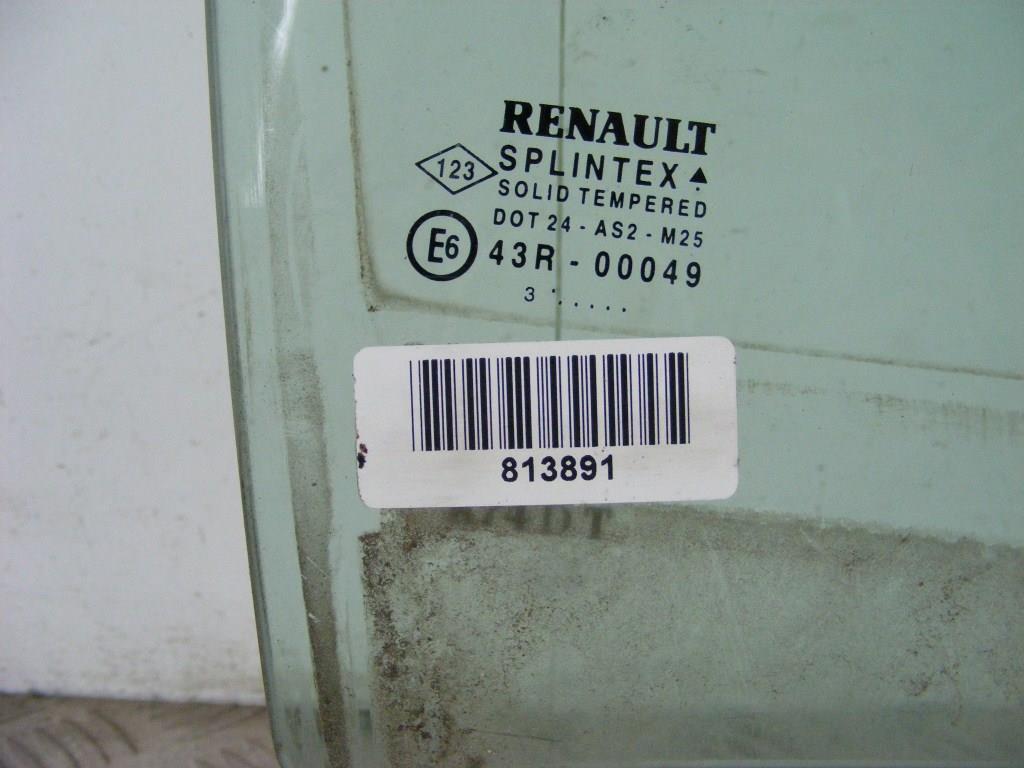 RENAULT
123 SPLINTEX
SOLID TEMPERED
DOT 24 - AS2 - M25
E6 43R - 00049
3 · . . . . .
813891